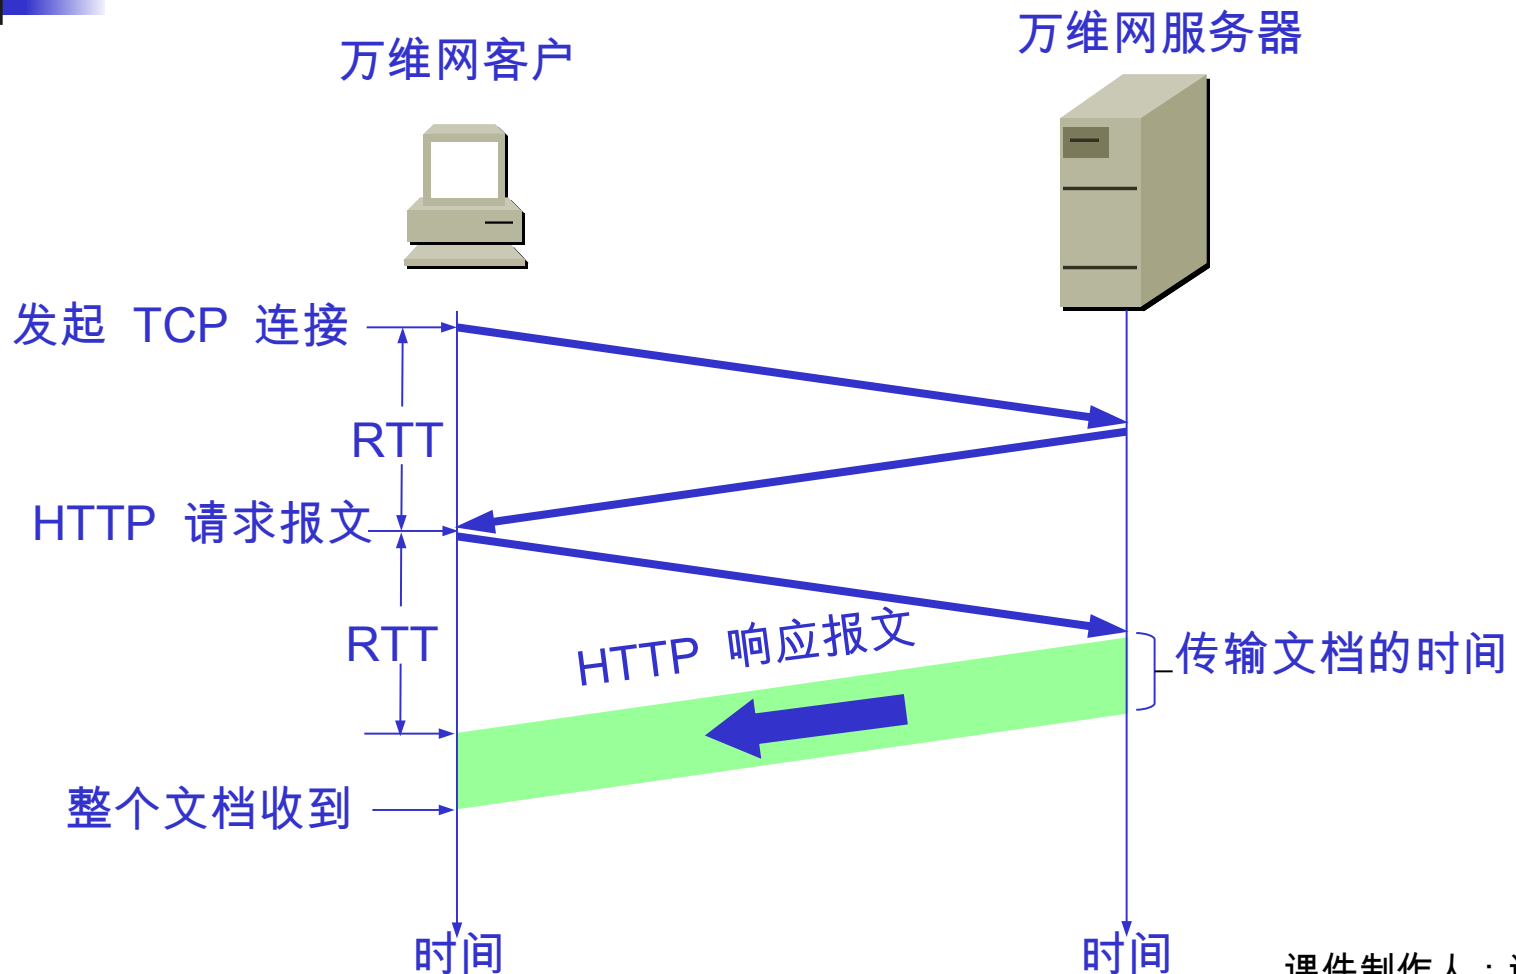 万维网客户
万维网服务器
发起 TCP 连接
RTT
HTTP 请求报文
RTT
HTTP 响应报文
传输文档的时间
整个文档收到
时间
时间
课件制作人：